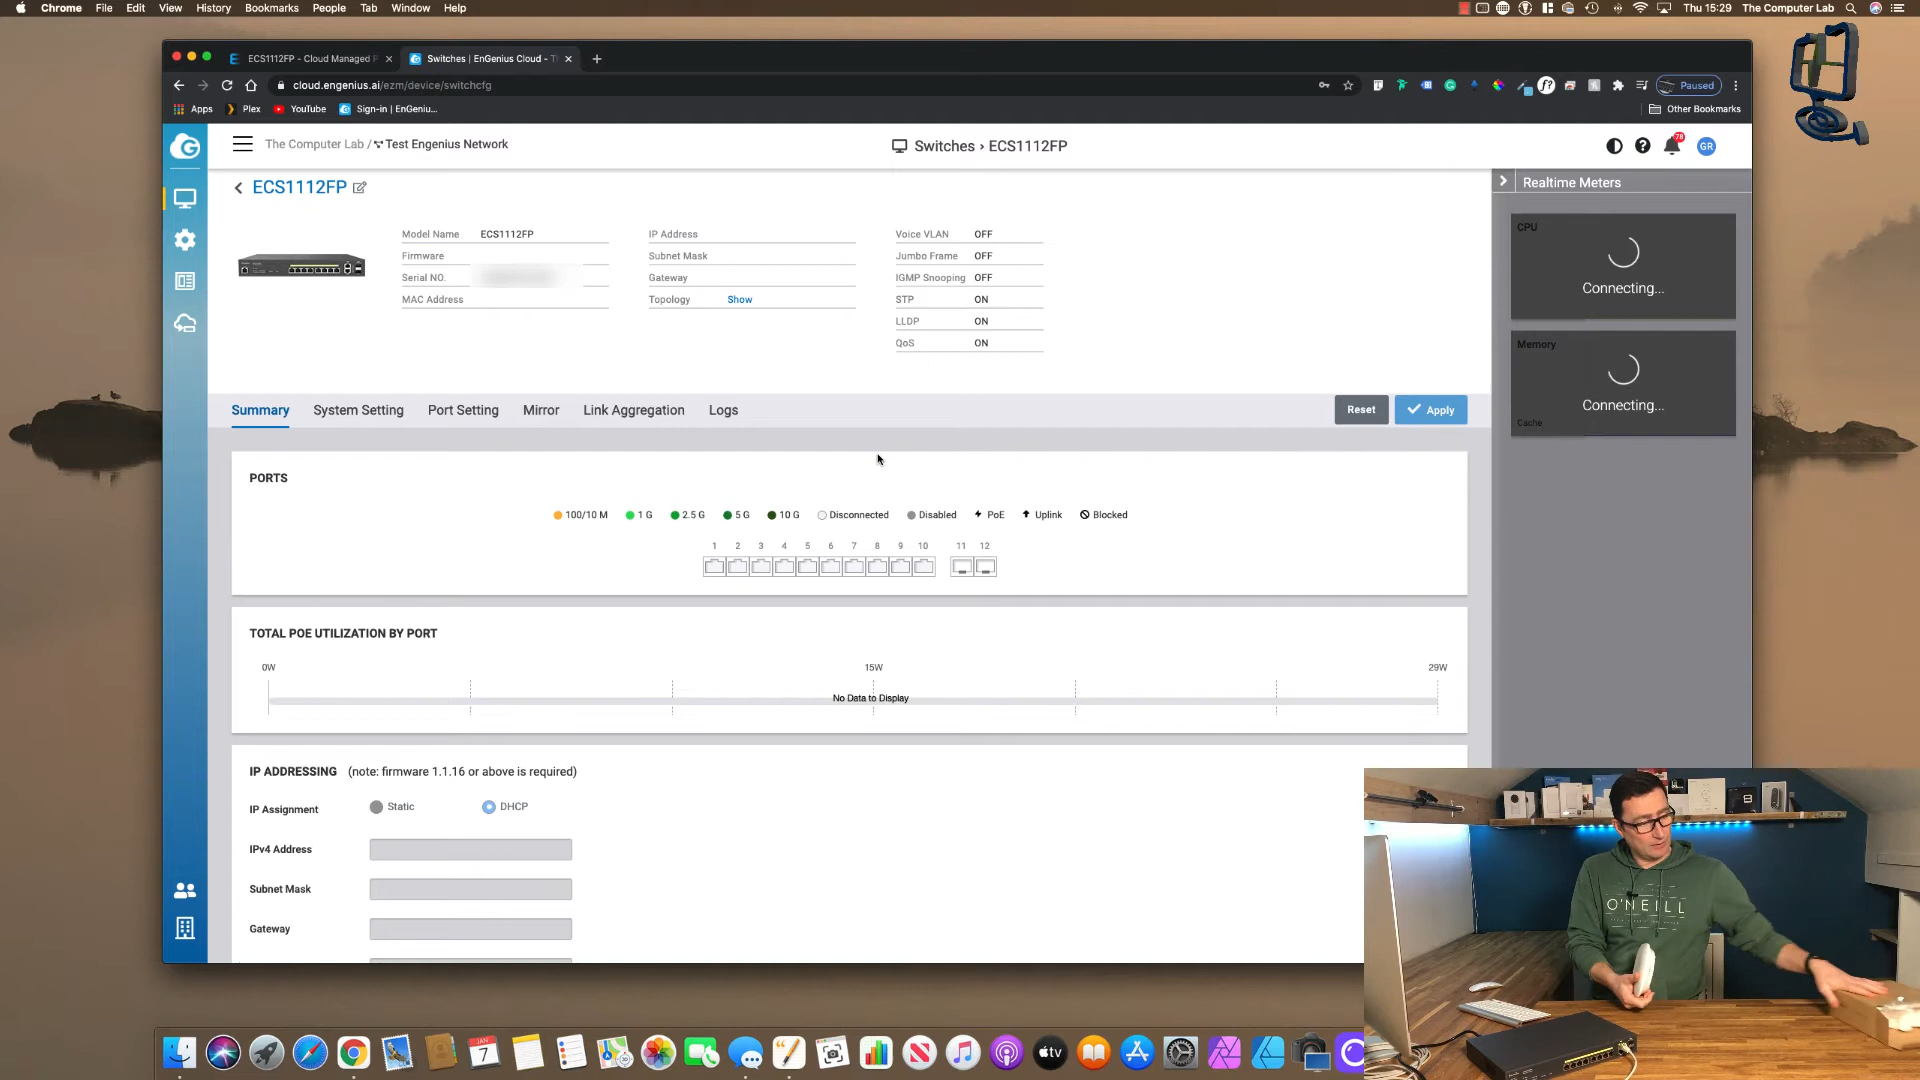 Chrome File Edit View History Bookmarks People Tab Window Help
Thu 15:29 The Computer Lab
ECS1112FP - Cloud Managed P
Switches | EnGenius Cloud - T
cloud.engenius.ai/ezm/device/switchcfg
Paused
Apps Plex YouTube Sign-in | EnGeniu...
Other Bookmarks
The Computer Lab / Test Engenius Network
Switches › ECS1112FP
78
GR
ECS1112FP
Realtime Meters
Model Name ECS1112FP
Firmware
Serial NO.
MAC Address
IP Address
Subnet Mask
Gateway
Topology Show
Voice VLAN OFF
Jumbo Frame OFF
IGMP Snooping OFF
STP ON
LLDP ON
QoS ON
CPU
Connecting...
Memory
Connecting...
Cache
Summary System Setting Port Setting Mirror Link Aggregation Logs
Reset Apply
PORTS
100/10 M 1 G 2.5 G 5 G 10 G Disconnected Disabled PoE Uplink Blocked
1 2 3 4 5 6 7 8 9 10 11 12
TOTAL POE UTILIZATION BY PORT
0W 15W 29W
No Data to Display
IP ADDRESSING (note: firmware 1.1.16 or above is required)
IP Assignment Static DHCP
IPv4 Address
Subnet Mask
Gateway
O'NEILL
JAN
7
tv